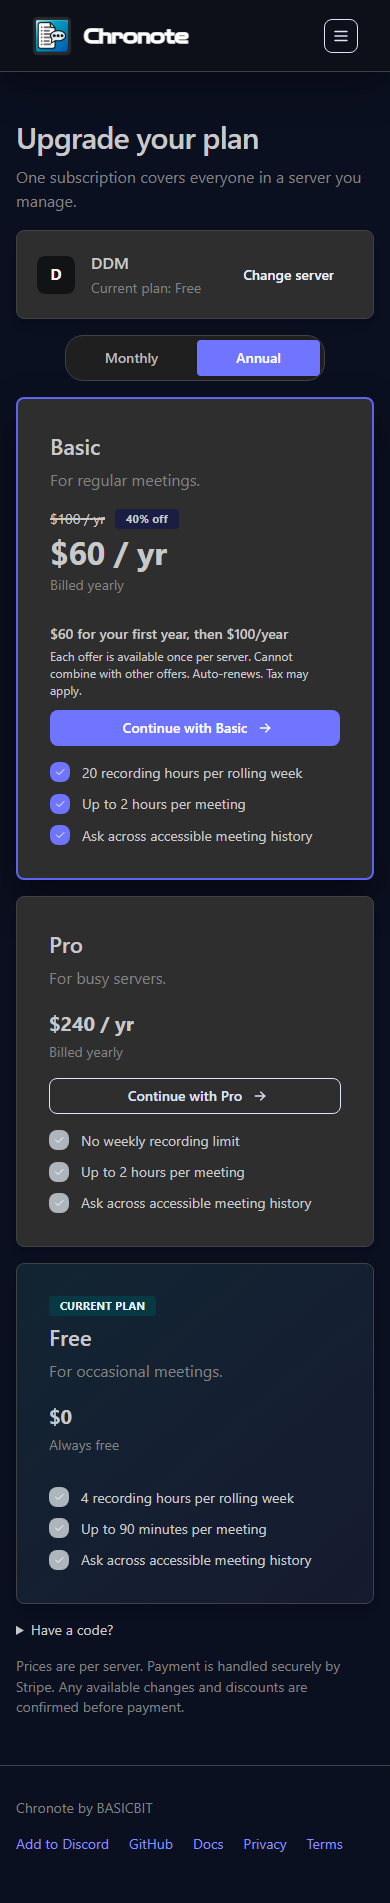 Chronote
Upgrade your plan
One subscription covers everyone in a server you
manage.
D
DDM
Current plan: Free
Change server
Monthly
Annual
Basic
For regular meetings.
$100 / yr
40% off
$60 / yr
Billed yearly
$60 for your first year, then $100/year
Each offer is available once per server. Cannot
combine with other offers. Auto-renews. Tax may
apply.
Continue with Basic →
20 recording hours per rolling week
Up to 2 hours per meeting
Ask across accessible meeting history
Pro
For busy servers.
$240 / yr
Billed yearly
Continue with Pro →
No weekly recording limit
Up to 2 hours per meeting
Ask across accessible meeting history
CURRENT PLAN
Free
For occasional meetings.
$0
Always free
4 recording hours per rolling week
Up to 90 minutes per meeting
Ask across accessible meeting history
Have a code?
Prices are per server. Payment is handled securely by
Stripe. Any available changes and discounts are
confirmed before payment.
Chronote by BASICBIT
Add to Discord GitHub Docs Privacy Terms